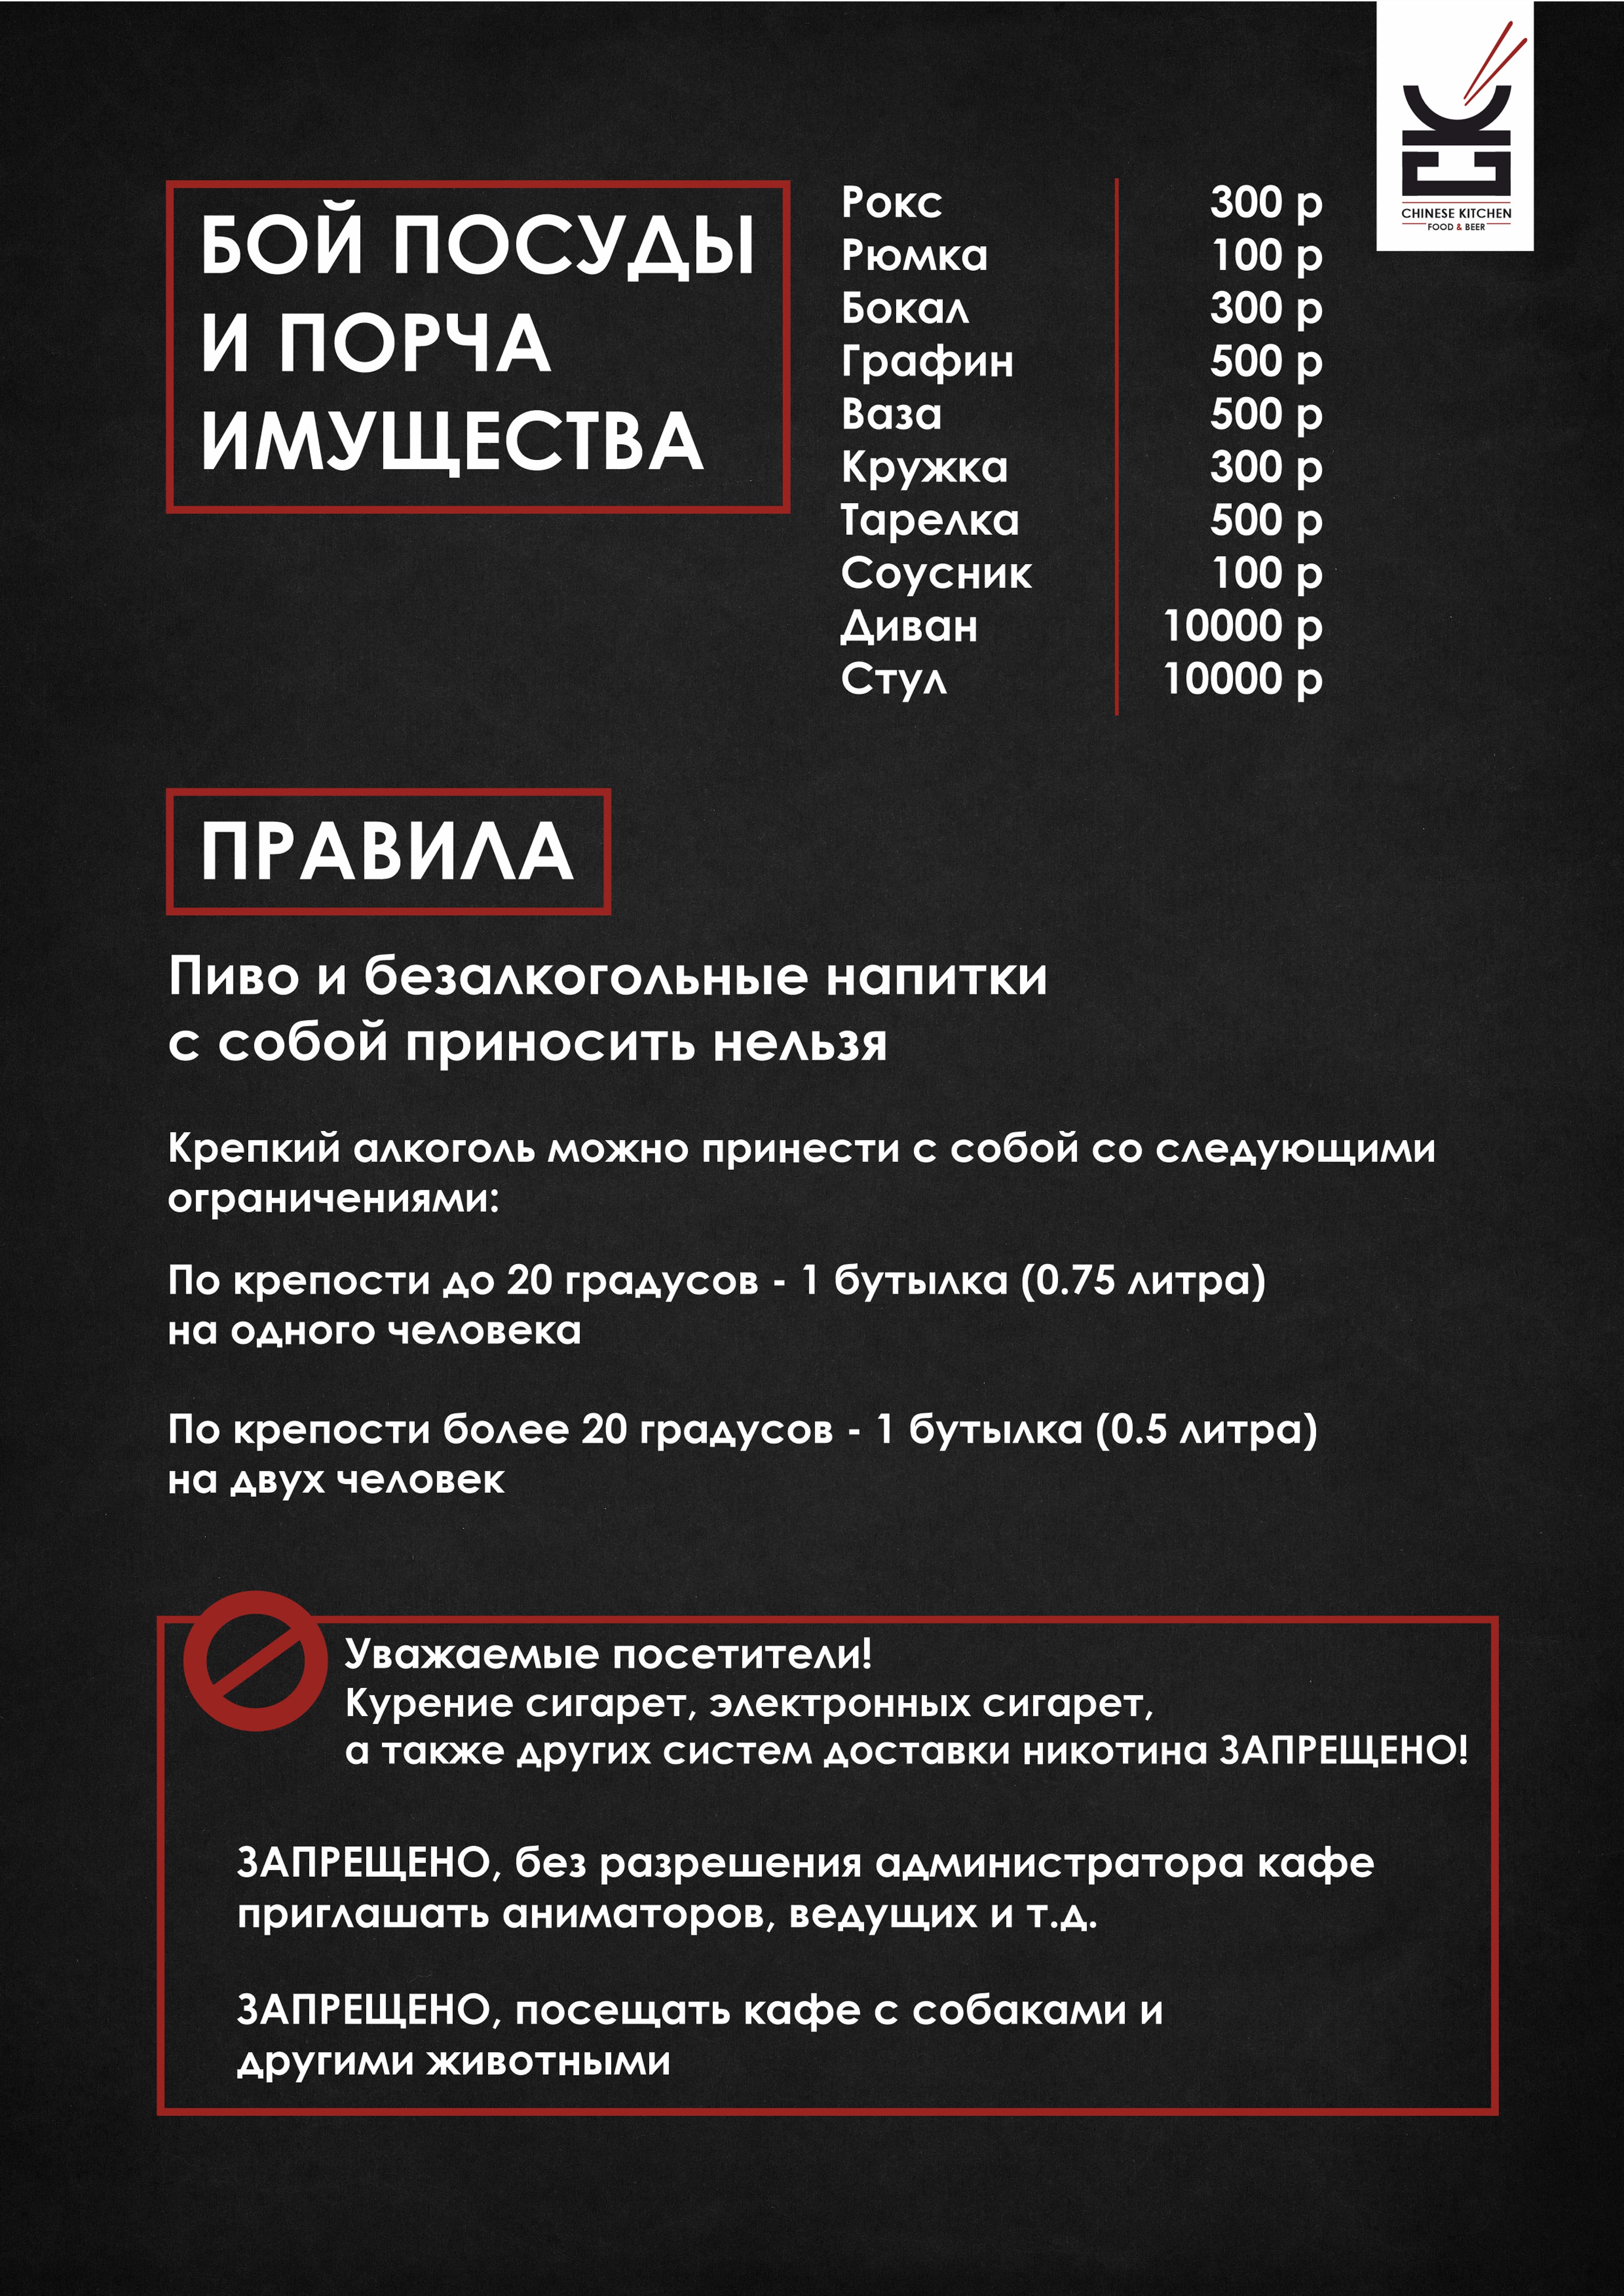 CHINESE KITCHEN
FOOD & BEER
БОЙ ПОСУДЫ
И ПОРЧА
ИМУЩЕСТВА
Рокс 300 р
Рюмка 100 р
Бокал 300 р
Графин 500 р
Ваза 500 р
Кружка 300 р
Тарелка 500 р
Соусник 100 р
Диван 10000 р
Стул 10000 р
ПРАВИЛА
Пиво и безалкогольные напитки
с собой приносить нельзя
Крепкий алкоголь можно принести с собой со следующими
ограничениями:
По крепости до 20 градусов - 1 бутылка (0.75 литра)
на одного человека
По крепости более 20 градусов - 1 бутылка (0.5 литра)
на двух человек
Уважаемые посетители!
Курение сигарет, электронных сигарет,
а также других систем доставки никотина ЗАПРЕЩЕНО!
ЗАПРЕЩЕНО, без разрешения администратора кафе
приглашать аниматоров, ведущих и т.д.
ЗАПРЕЩЕНО, посещать кафе с собаками и
другими животными